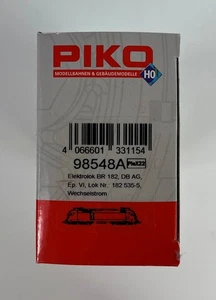 PIKO
MODELLBAHNEN & GEBÄUDEMODELLE
H0
4 066601 331154
98548A PluX22
Elektrolok BR 182, DB AG,
Ep. VI, Lok Nr. 182 535-5,
Wechselstrom